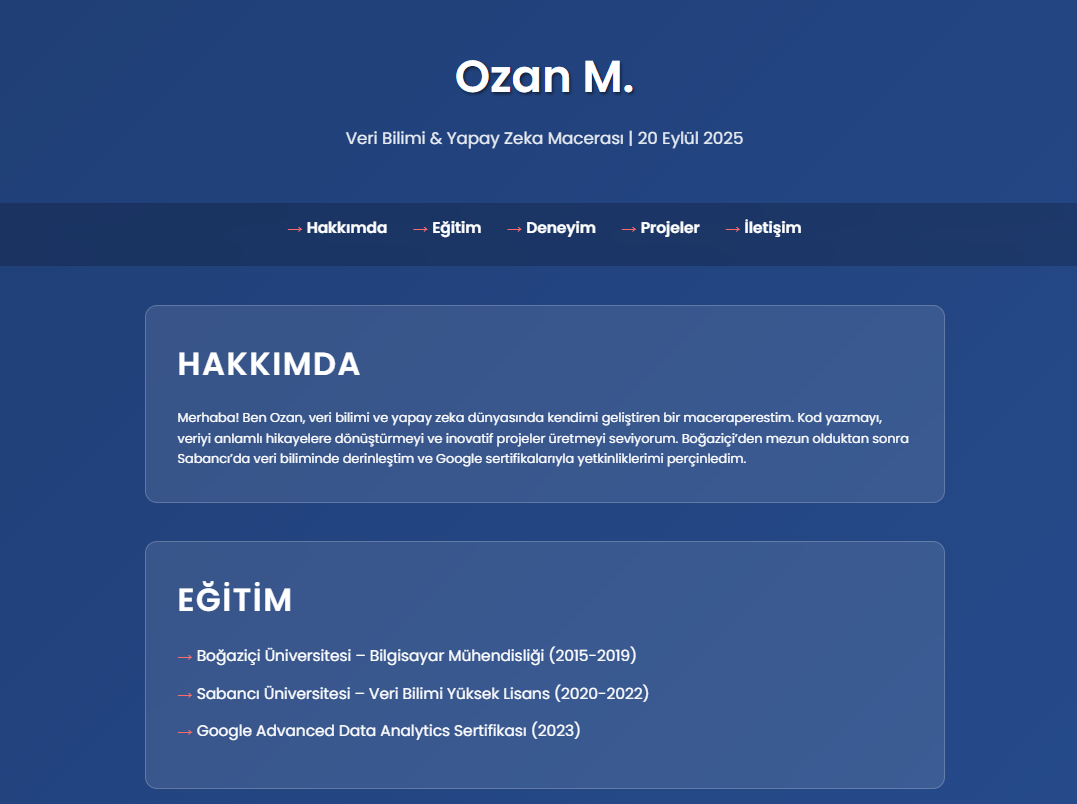 Ozan M.
Veri Bilimi & Yapay Zeka Macerası | 20 Eylül 2025
→ Hakkımda → Eğitim → Deneyim → Projeler → İletişim
HAKKIMDA
Merhaba! Ben Ozan, veri bilimi ve yapay zeka dünyasında kendimi geliştiren bir maceraperestim. Kod yazmayı,
veriyi anlamlı hikayelere dönüştürmeyi ve inovatif projeler üretmeyi seviyorum. Boğaziçi’den mezun olduktan sonra
Sabancı’da veri biliminde derinleştim ve Google sertifikalarıyla yetkinliklerimi perçinledim.
EĞİTİM
→ Boğaziçi Üniversitesi – Bilgisayar Mühendisliği (2015-2019)
→ Sabancı Üniversitesi – Veri Bilimi Yüksek Lisans (2020-2022)
→ Google Advanced Data Analytics Sertifikası (2023)